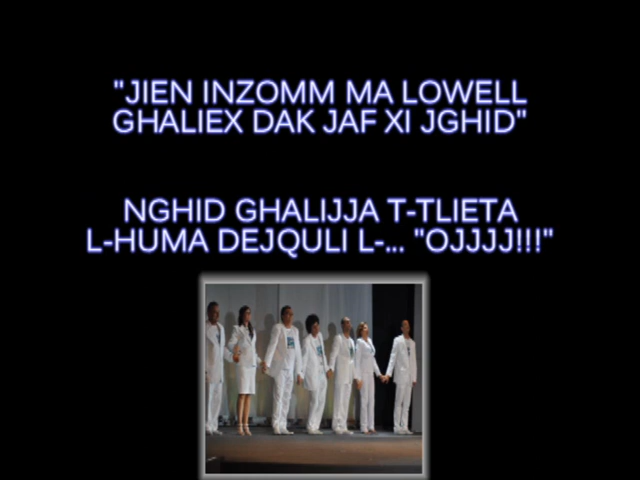 "JIEN INZOMM MA LOWELL
GHALIEX DAK JAF XI JGHID"
NGHID GHALIJJA T-TLIETA
L-HUMA DEJQULI L-... "OJJJJ!!!"